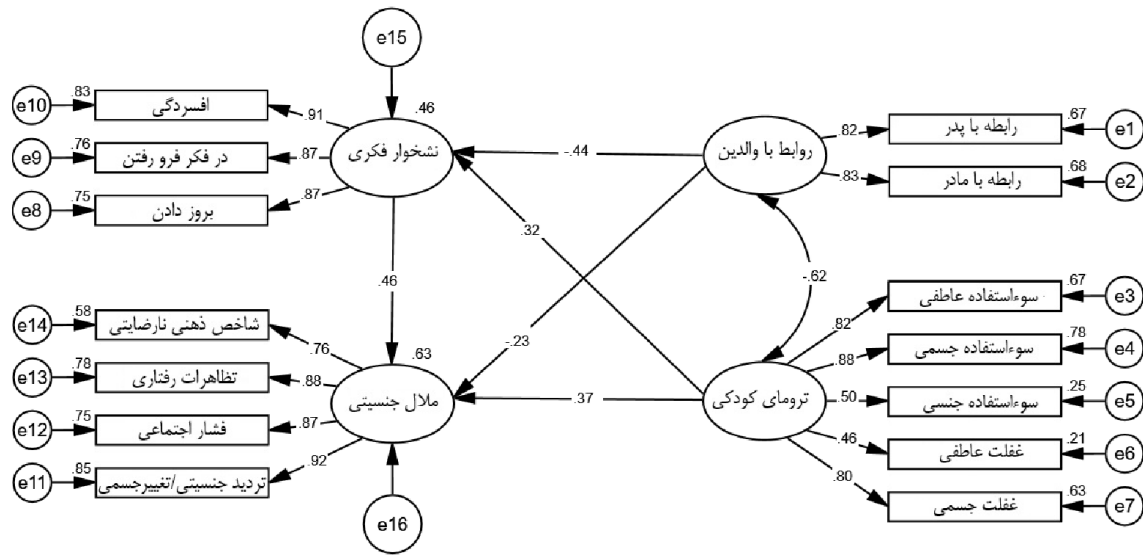 e15
.46
e10
.83
افسردگی
.91
e9
.76
در فکر فرو رفتن
.87
نشخوار فکری
e8
.75
بروز دادن
.87
-.44
روابط با والدین
.82
رابطه با پدر
.67
e1
.83
رابطه با مادر
.68
e2
.32
.46
-.62
-.23
.37
e14
.58
شاخص ذهنی نارضایتی
.76
.63
e13
.78
تظاهرات رفتاری
.88
ملال جنسیتی
e12
.75
فشار اجتماعی
.87
e11
.85
تردید جنسیتی/تغییرجسمی
.92
e16
ترومای کودکی
.82
سوءاستفاده عاطفی
.67
e3
.88
سوءاستفاده جسمی
.78
e4
.50
سوءاستفاده جنسی
.25
e5
.46
غفلت عاطفی
.21
e6
.80
غفلت جسمی
.63
e7